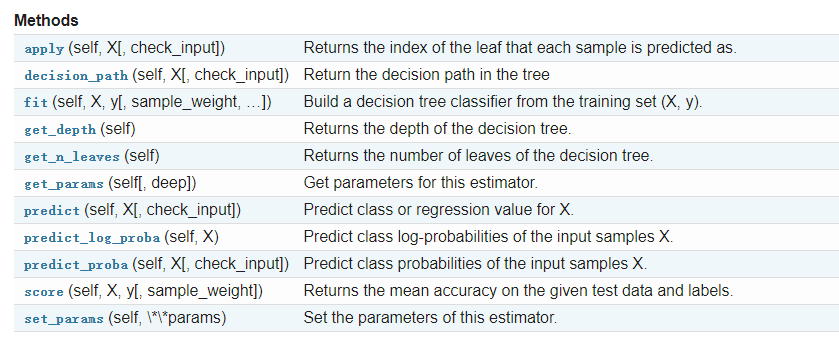 Methods
apply (self, X[, check_input]) Returns the index of the leaf that each sample is predicted as.
decision_path (self, X[, check_input]) Return the decision path in the tree
fit (self, X, y[, sample_weight, …]) Build a decision tree classifier from the training set (X, y).
get_depth (self) Returns the depth of the decision tree.
get_n_leaves (self) Returns the number of leaves of the decision tree.
get_params (self[, deep]) Get parameters for this estimator.
predict (self, X[, check_input]) Predict class or regression value for X.
predict_log_proba (self, X) Predict class log-probabilities of the input samples X.
predict_proba (self, X[, check_input]) Predict class probabilities of the input samples X.
score (self, X, y[, sample_weight]) Returns the mean accuracy on the given test data and labels.
set_params (self, \*\*params) Set the parameters of this estimator.